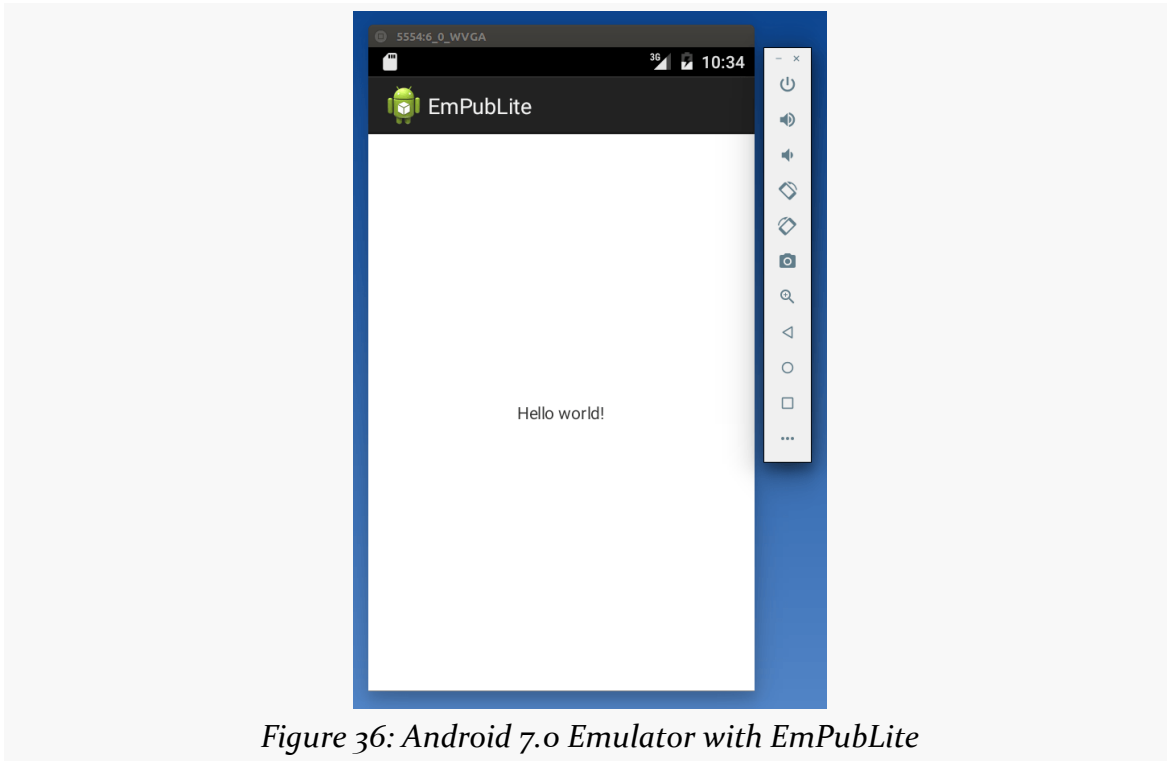 5554:6_0_WVGA
3G 10:34
EmPubLite
Hello world!
Figure 36: Android 7.0 Emulator with EmPubLite